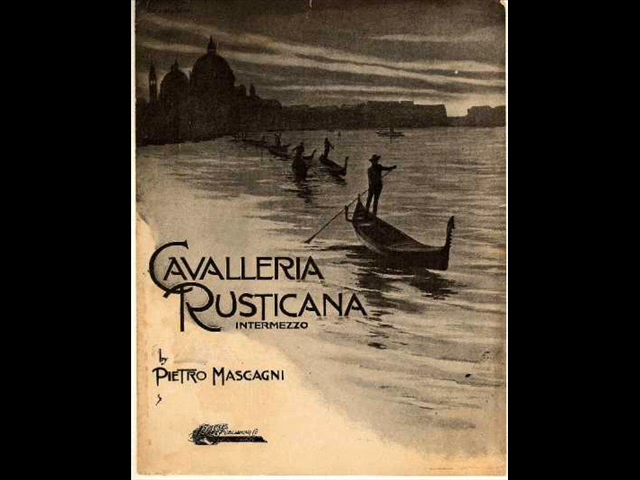 CAVALLERIA
RUSTICANA
INTERMEZZO
by
PIETRO MASCAGNI